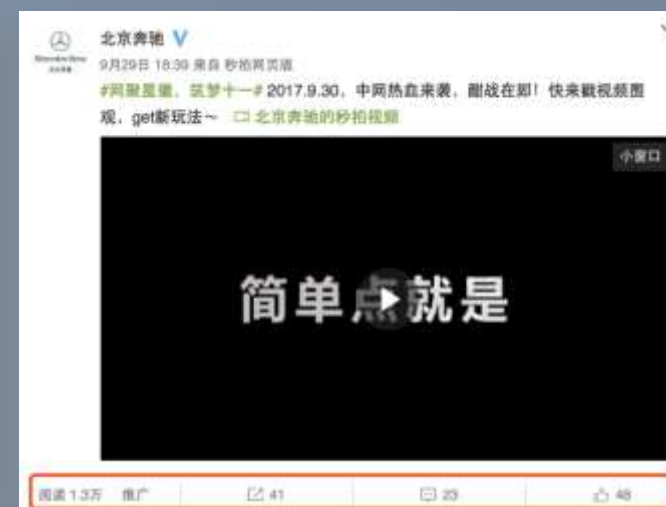 北京奔驰 V
9月29日 18:39 来自 秒拍网页版
#网聚星徽，筑梦十一# 2017.9.30，中网热血来袭，酣战在即！快来戳视频围
观，get新玩法～ 北京奔驰的秒拍视频
小窗口
简单点就是
阅读 1.3万 推广 41 23 48